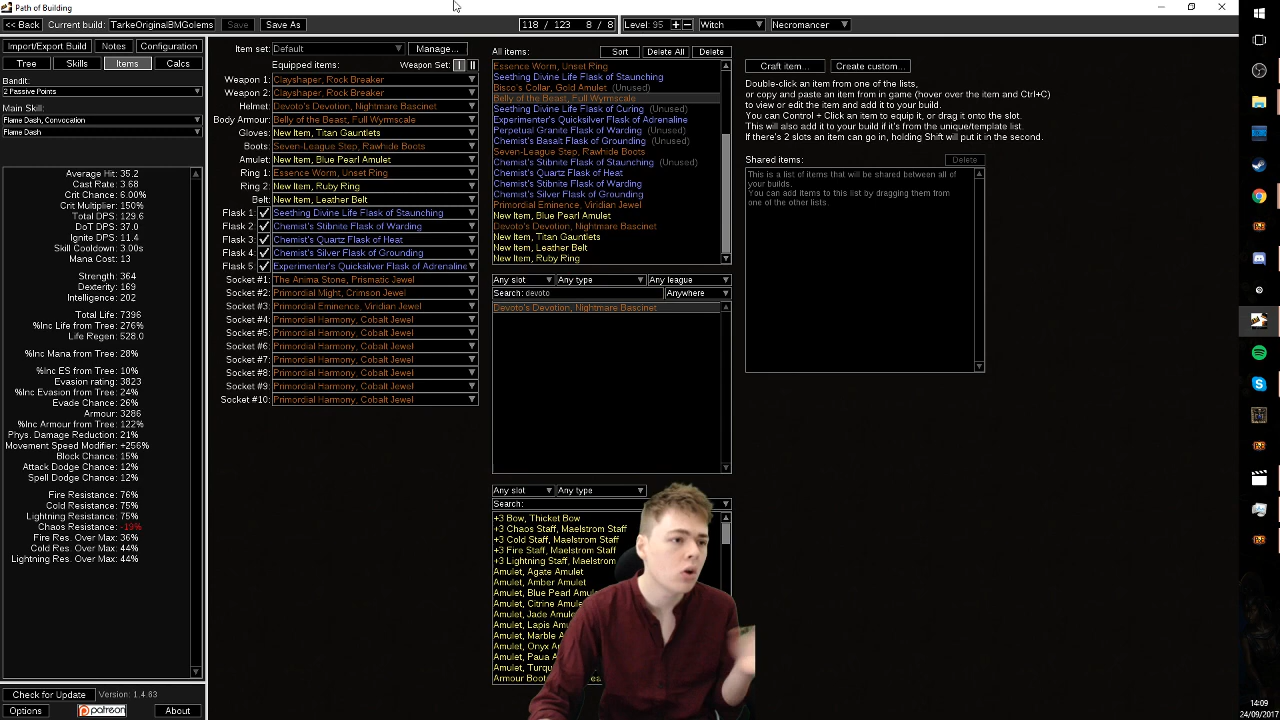 Path of Building
<< Back
Current build:
TarkeOriginalBMGolems
Save
Save As
118 / 123 8 / 8
Level: 95
+
−
Witch
Necromancer
Import/Export Build
Notes
Configuration
Tree
Skills
Items
Calcs
Bandit:
2 Passive Points
Main Skill:
Flame Dash, Convocation
Flame Dash
Average Hit: 35.2
Cast Rate: 3.68
Crit Chance: 6.00%
Crit Multiplier: 150%
Total DPS: 129.6
DoT DPS: 37.0
Ignite DPS: 11.4
Skill Cooldown: 3.00s
Mana Cost: 13
Strength: 364
Dexterity: 169
Intelligence: 202
Total Life: 7396
%Inc Life from Tree: 276%
Life Regen: 528.0
%Inc Mana from Tree: 28%
%Inc ES from Tree: 10%
Evasion rating: 3823
%Inc Evasion from Tree: 24%
Evade Chance: 26%
Armour: 3286
%Inc Armour from Tree: 122%
Phys. Damage Reduction: 21%
Movement Speed Modifier: +256%
Block Chance: 15%
Attack Dodge Chance: 12%
Spell Dodge Chance: 12%
Fire Resistance: 76%
Cold Resistance: 75%
Lightning Resistance: 75%
Chaos Resistance: -19%
Fire Res. Over Max: 36%
Cold Res. Over Max: 44%
Lightning Res. Over Max: 44%
Check for Update
Version: 1.4.63
Options
patreon
About
Item set:
Default
Manage...
Equipped items:
Weapon Set:
I
II
Weapon 1: Clayshaper, Rock Breaker
Weapon 2: Clayshaper, Rock Breaker
Helmet: Devoto's Devotion, Nightmare Bascinet
Body Armour: Belly of the Beast, Full Wyrmscale
Gloves: New Item, Titan Gauntlets
Boots: Seven-League Step, Rawhide Boots
Amulet: New Item, Blue Pearl Amulet
Ring 1: Essence Worm, Unset Ring
Ring 2: New Item, Ruby Ring
Belt: New Item, Leather Belt
Flask 1: Seething Divine Life Flask of Staunching
Flask 2: Chemist's Stibnite Flask of Warding
Flask 3: Chemist's Quartz Flask of Heat
Flask 4: Chemist's Silver Flask of Grounding
Flask 5: Experimenter's Quicksilver Flask of Adrenaline
Socket #1: The Anima Stone, Prismatic Jewel
Socket #2: Primordial Might, Crimson Jewel
Socket #3: Primordial Eminence, Viridian Jewel
Socket #4: Primordial Harmony, Cobalt Jewel
Socket #5: Primordial Harmony, Cobalt Jewel
Socket #6: Primordial Harmony, Cobalt Jewel
Socket #7: Primordial Harmony, Cobalt Jewel
Socket #8: Primordial Harmony, Cobalt Jewel
Socket #9: Primordial Harmony, Cobalt Jewel
Socket #10: Primordial Harmony, Cobalt Jewel
All items:
Sort
Delete All
Delete
Essence Worm, Unset Ring
Seething Divine Life Flask of Staunching
Bisco's Collar, Gold Amulet (Unused)
Belly of the Beast, Full Wyrmscale
Seething Divine Life Flask of Curing (Unused)
Experimenter's Quicksilver Flask of Adrenaline
Perpetual Granite Flask of Warding (Unused)
Chemist's Basalt Flask of Grounding (Unused)
Seven-League Step, Rawhide Boots
Chemist's Stibnite Flask of Staunching (Unused)
Chemist's Quartz Flask of Heat
Chemist's Stibnite Flask of Warding
Chemist's Silver Flask of Grounding
Primordial Eminence, Viridian Jewel
New Item, Blue Pearl Amulet
Devoto's Devotion, Nightmare Bascinet
New Item, Titan Gauntlets
New Item, Leather Belt
New Item, Ruby Ring
Any slot
Any type
Any league
Search: devoto
Anywhere
Devoto's Devotion, Nightmare Bascinet
Any slot
Any type
Search:
+3 Bow, Thicket Bow
+3 Chaos Staff, Maelstrom Staff
+3 Cold Staff, Maelstrom Staff
+3 Fire Staff, Maelstrom Staff
+3 Lightning Staff, Maelstrom
Amulet, Agate Amulet
Amulet, Amber Amulet
Amulet, Blue Pearl Amu
Amulet, Citrine Amule
Amulet, Jade Amule
Amulet, Lapis Amul
Amulet, Marble A
Amulet, Onyx A
Amulet, Paua A
Amulet, Turq
Armour Boot
Craft item...
Create custom...
Double-click an item from one of the lists,
or copy and paste an item from in game (hover over the item and Ctrl+C)
to view or edit the item and add it to your build.
You can Control + Click an item to equip it, or drag it onto the slot.
This will also add it to your build if it's from the unique/template list.
If there's 2 slots an item can go in, holding Shift will put it in the second.
Shared items:
Delete
This is a list of items that will be shared between all of
your builds.
You can add items to this list by dragging them from
one of the other lists.
14:09
24/09/2017